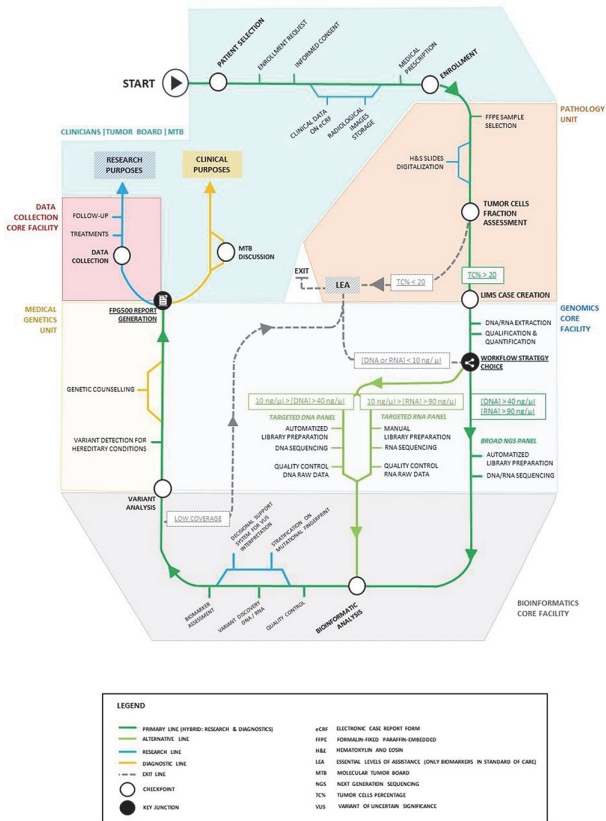 START
PATIENT SELECTION
ENROLLMENT REQUEST
INFORMED CONSENT
CLINICAL DATA
ON eCRF
RADIOLOGICAL
IMAGES
STORAGE
MEDICAL
PRESCRIPTION
ENROLLMENT
CLINICIANS|TUMOR BOARD|MTB
PATHOLOGY
UNIT
FFPE SAMPLE
SELECTION
H&S SLIDES
DIGITALIZATION
TUMOR CELLS
FRACTION
ASSESSMENT
RESEARCH
PURPOSES
CLINICAL
PURPOSES
DATA
COLLECTION
CORE FACILITY
FOLLOW-UP
TREATMENTS
DATA
COLLECTION
MTB
DISCUSSION
EXIT
LEA
TC% < 20
TC% > 20
LIMS CASE CREATION
FPG500 REPORT
GENERATION
MEDICAL
GENETICS
UNIT
GENOMICS
CORE
FACILITY
DNA/RNA EXTRACTION
QUALIFICATION &
QUANTIFICATION
[DNA or RNA] < 10 ng/ µl
WORKFLOW STRATEGY
CHOICE
GENETIC COUNSELLING
10 ng/µl > [DNA] > 40 ng/µl
10 ng/µl > [RNA] > 90 ng/µl
[DNA] > 40 ng/µl
[RNA] > 90 ng/µl
TARGETED DNA PANEL
AUTOMATIZED
LIBRARY PREPARATION
DNA SEQUENCING
QUALITY CONTROL
DNA RAW DATA
TARGETED RNA PANEL
MANUAL
LIBRARY PREPARATION
RNA SEQUENCING
QUALITY CONTROL
RNA RAW DATA
BROAD NGS PANEL
AUTOMATIZED
LIBRARY PREPARATION
DNA/RNA SEQUENCING
VARIANT DETECTION FOR
HEREDITARY CONDITIONS
VARIANT
ANALYSIS
LOW COVERAGE
DECISIONAL SUPPORT
SYSTEM FOR VUS
INTERPRETATION
STRATIFICATION ON
MUTATIONAL FINGERPRINT
BIOMARKER
ASSESSMENT
VARIANT DISCOVERY
DNA / RNA
QUALITY CONTROL
BIOINFORMATIC
ANALYSIS
BIOINFORMATICS
CORE FACILITY
LEGEND
PRIMARY LINE (HYBRID: RESEARCH & DIAGNOSTICS)
ALTERNATIVE LINE
RESEARCH LINE
DIAGNOSTIC LINE
EXIT LINE
CHECKPOINT
KEY JUNCTION
eCRF ELECTRONIC CASE REPORT FORM
FFPE FORMALIN-FIXED PARAFFIN-EMBEDDED
H&E HEMATOXYLIN AND EOSIN
LEA ESSENTIAL LEVELS OF ASSISTANCE (ONLY BIOMARKERS IN STANDARD OF CARE)
MTB MOLECULAR TUMOR BOARD
NGS NEXT GENERATION SEQUENCING
TC% TUMOR CELLS PERCENTAGE
VUS VARIANT OF UNCERTAIN SIGNIFICANCE